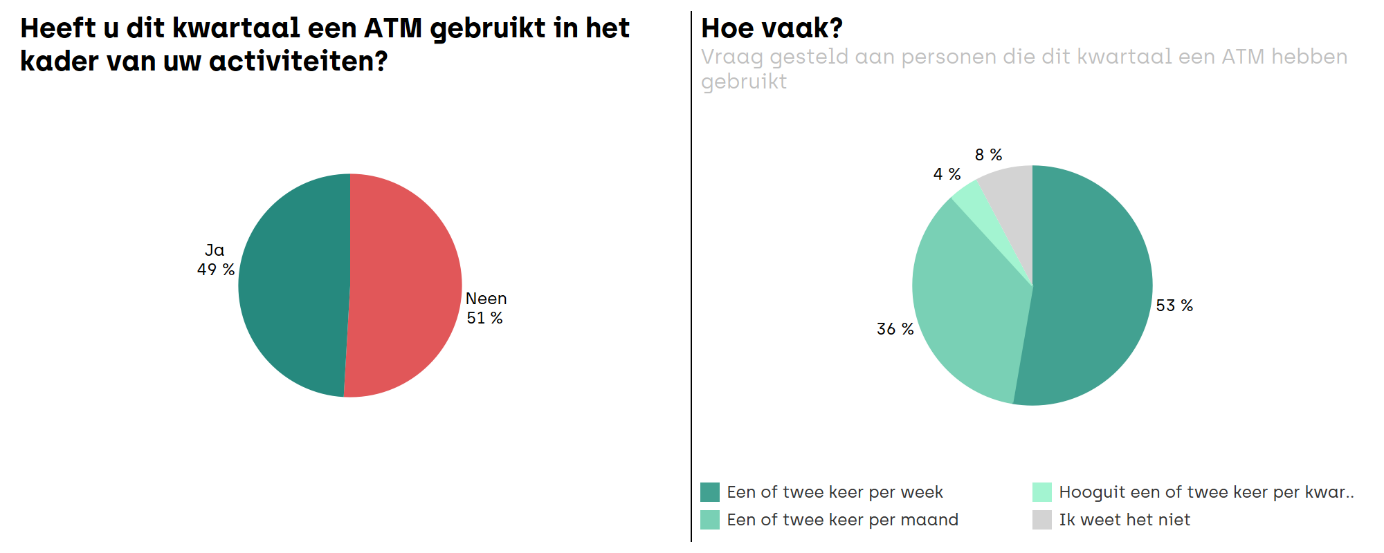 Heeft u dit kwartaal een ATM gebruikt in het
kader van uw activiteiten?
Ja
49 %
Neen
51 %
Hoe vaak?
Vraag gesteld aan personen die dit kwartaal een ATM hebben
gebruikt
8 %
4 %
53 %
36 %
Een of twee keer per week
Hooguit een of twee keer per kwar..
Een of twee keer per maand
Ik weet het niet